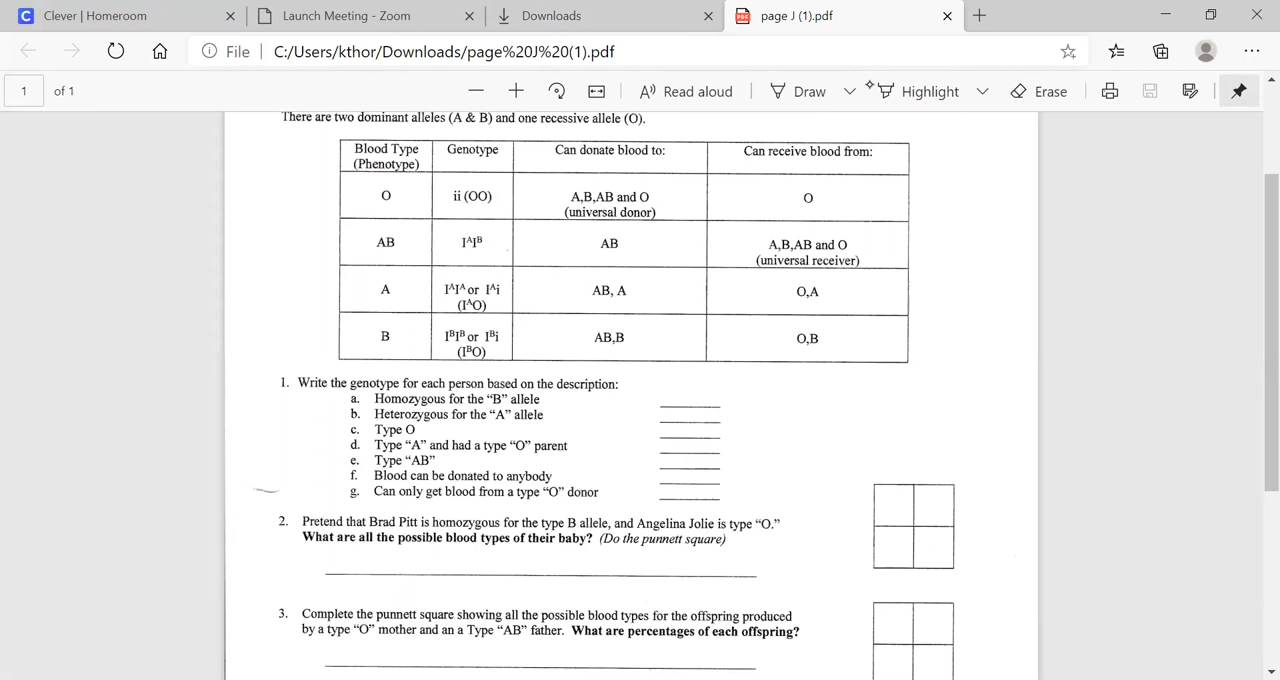 Clever | Homeroom
Launch Meeting - Zoom
Downloads
page J (1).pdf
File C:/Users/kthor/Downloads/page%20J%20(1).pdf
1 of 1
Read aloud
Draw
Highlight
Erase
There are two dominant alleles (A & B) and one recessive allele (O).
Blood Type (Phenotype) Genotype Can donate blood to: Can receive blood from:
O ii (OO) A,B,AB and O (universal donor) O
AB IᴬIᴮ AB A,B,AB and O (universal receiver)
A IᴬIᴬ or Iᴬi (IᴬO) AB, A O,A
B IᴮIᴮ or Iᴮi (IᴮO) AB,B O,B
1. Write the genotype for each person based on the description:
a. Homozygous for the “B” allele
b. Heterozygous for the “A” allele
c. Type O
d. Type “A” and had a type “O” parent
e. Type “AB”
f. Blood can be donated to anybody
g. Can only get blood from a type “O” donor
2. Pretend that Brad Pitt is homozygous for the type B allele, and Angelina Jolie is type “O.”
What are all the possible blood types of their baby? (Do the punnett square)
3. Complete the punnett square showing all the possible blood types for the offspring produced
by a type “O” mother and an a Type “AB” father. What are percentages of each offspring?